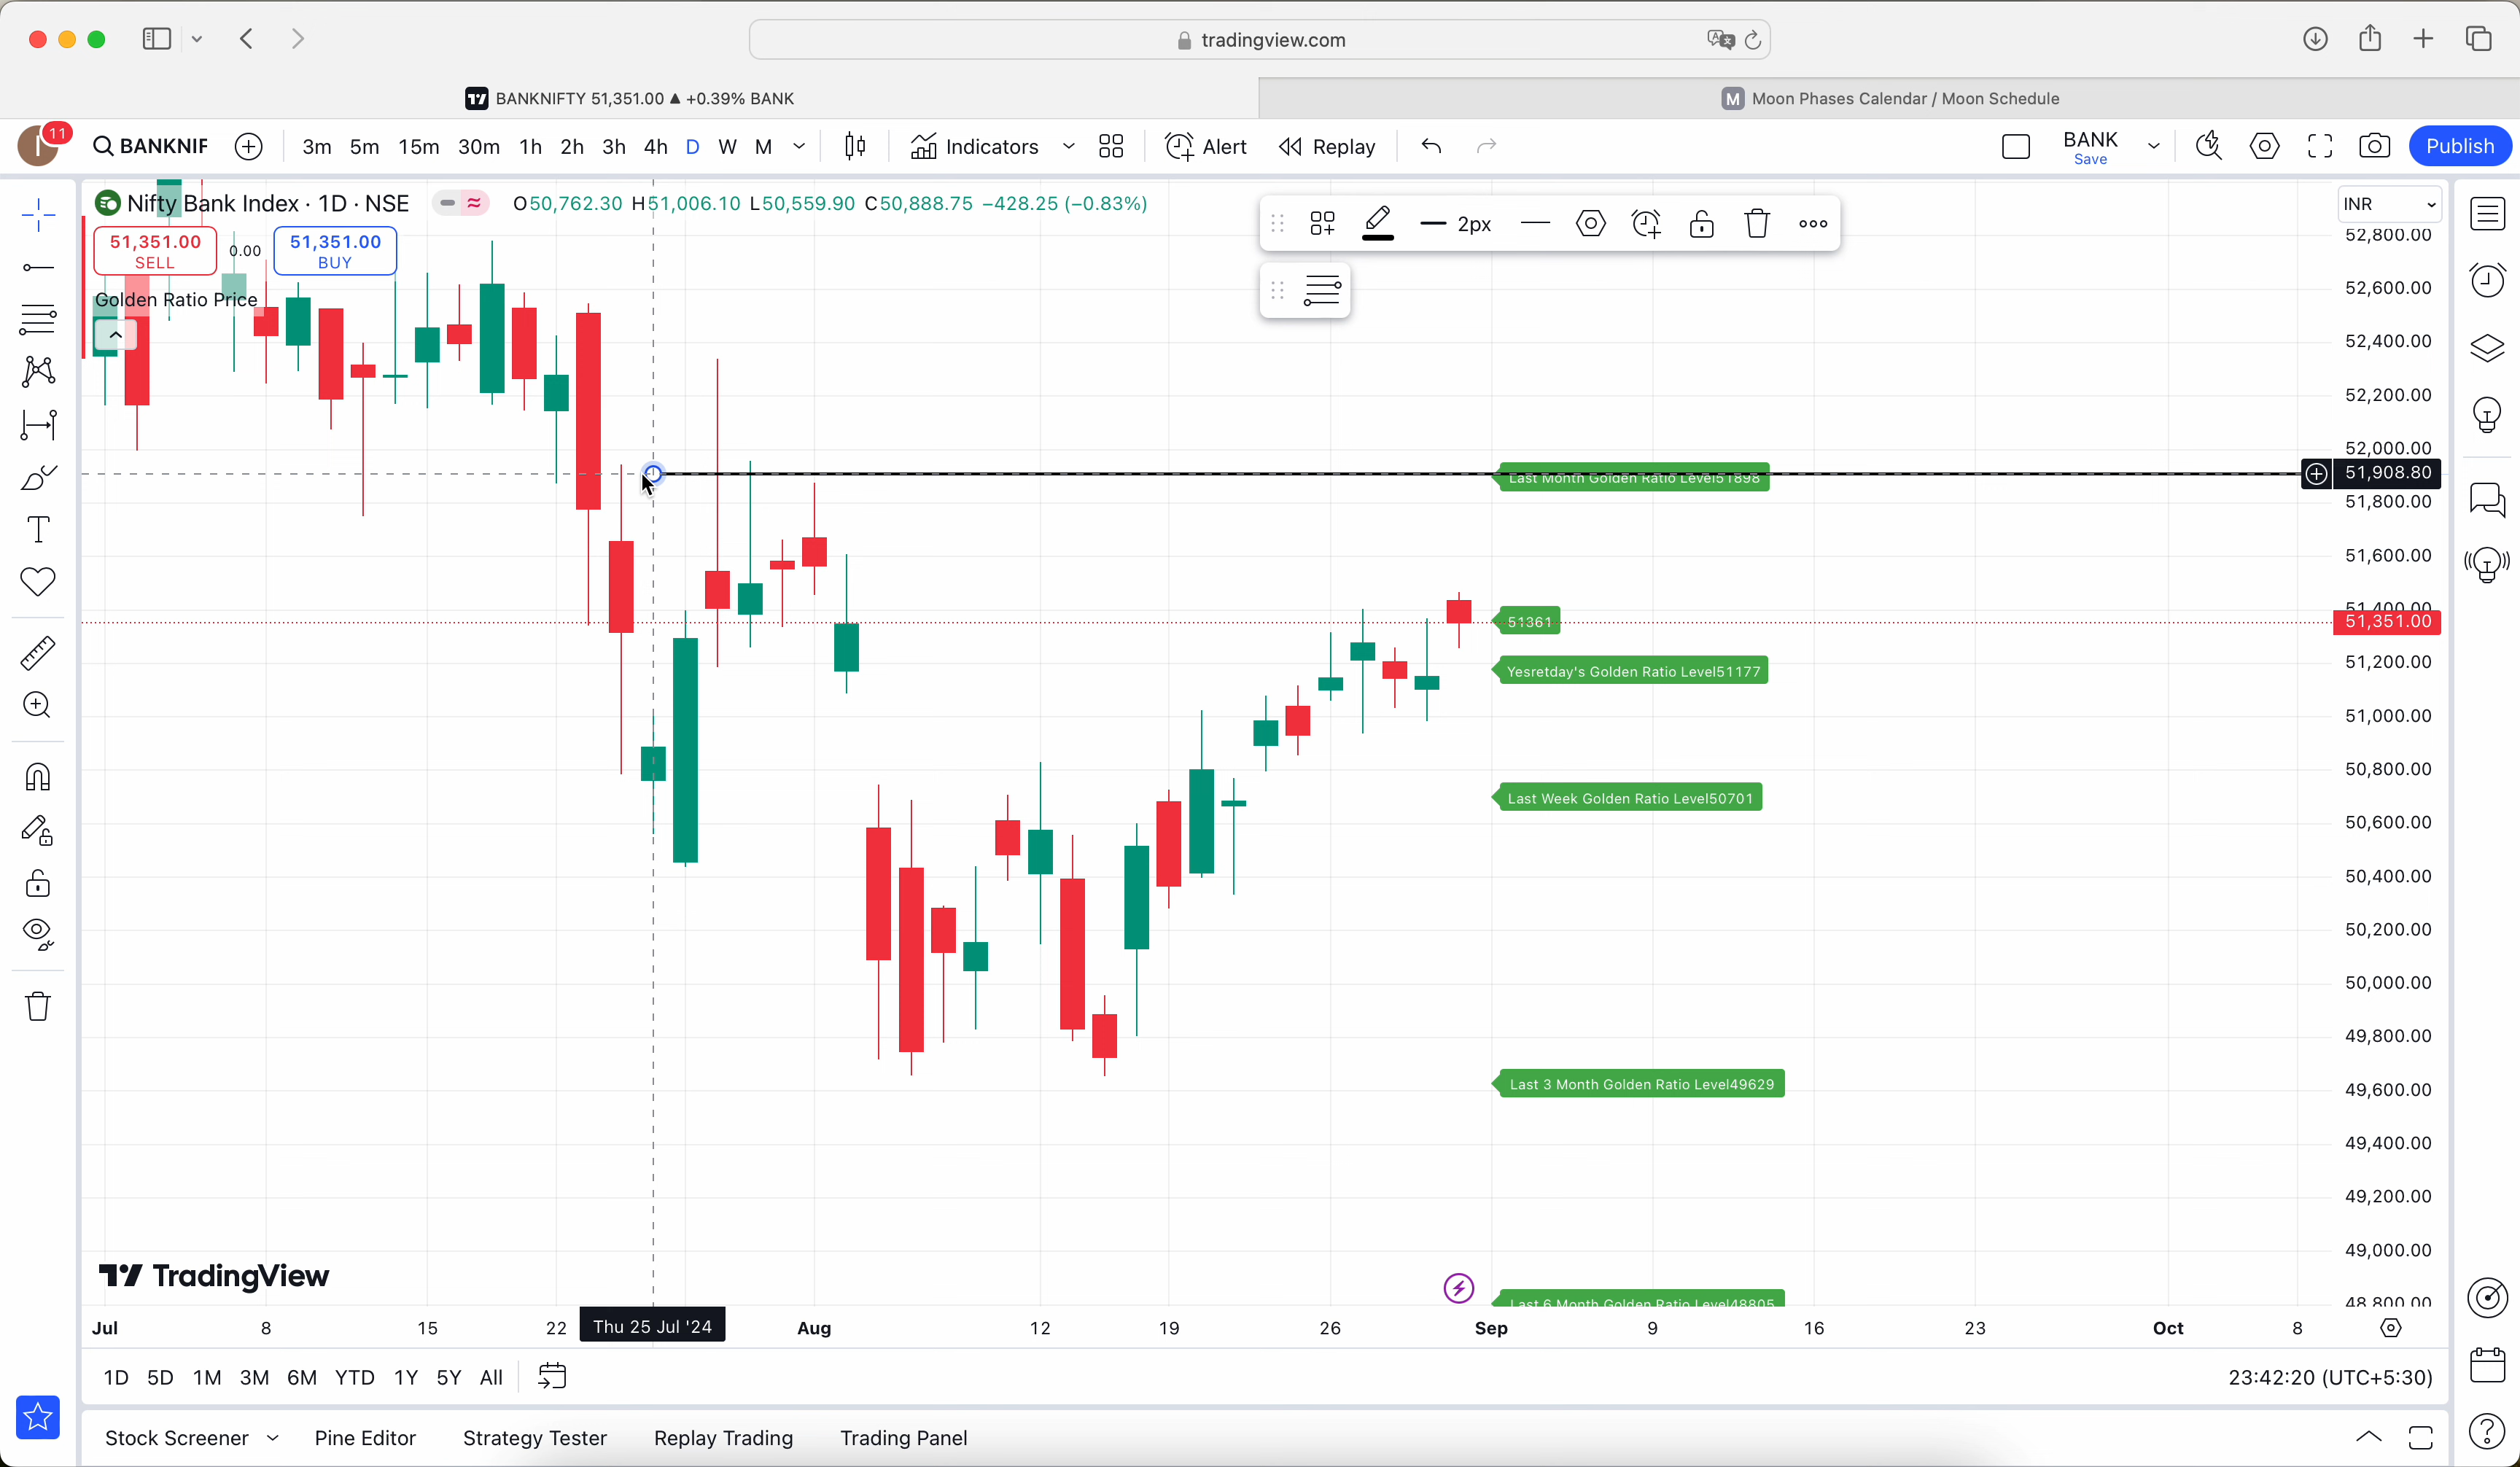 tradingview.com
BANKNIFTY 51,351.00 ▲ +0.39% BANK
Moon Phases Calendar / Moon Schedule
11
BANKNIF
3m 5m 15m 30m 1h 2h 3h 4h D W M
Indicators
Alert
Replay
BANK
Save
Publish
Nifty Bank Index · 1D · NSE
O50,762.30 H51,006.10 L50,559.90 C50,888.75 −428.25 (−0.83%)
2px
INR
51,351.00
SELL
0.00
51,351.00
BUY
Golden Ratio Price
52,800.00
52,600.00
52,400.00
52,200.00
52,000.00
Last Month Golden Ratio Level51898
51,908.80
51,800.00
51,600.00
51,400.00
51361
51,351.00
51,200.00
Yesretday's Golden Ratio Level51177
51,000.00
50,800.00
Last Week Golden Ratio Level50701
50,600.00
50,400.00
50,200.00
50,000.00
49,800.00
49,600.00
Last 3 Month Golden Ratio Level49629
49,400.00
49,200.00
49,000.00
48,800.00
Last 6 Month Golden Ratio Level48805
TradingView
Jul 8 15 22 Thu 25 Jul '24 Aug 12 19 26 Sep 9 16 23 Oct 8
1D 5D 1M 3M 6M YTD 1Y 5Y All
23:42:20 (UTC+5:30)
Stock Screener Pine Editor Strategy Tester Replay Trading Trading Panel